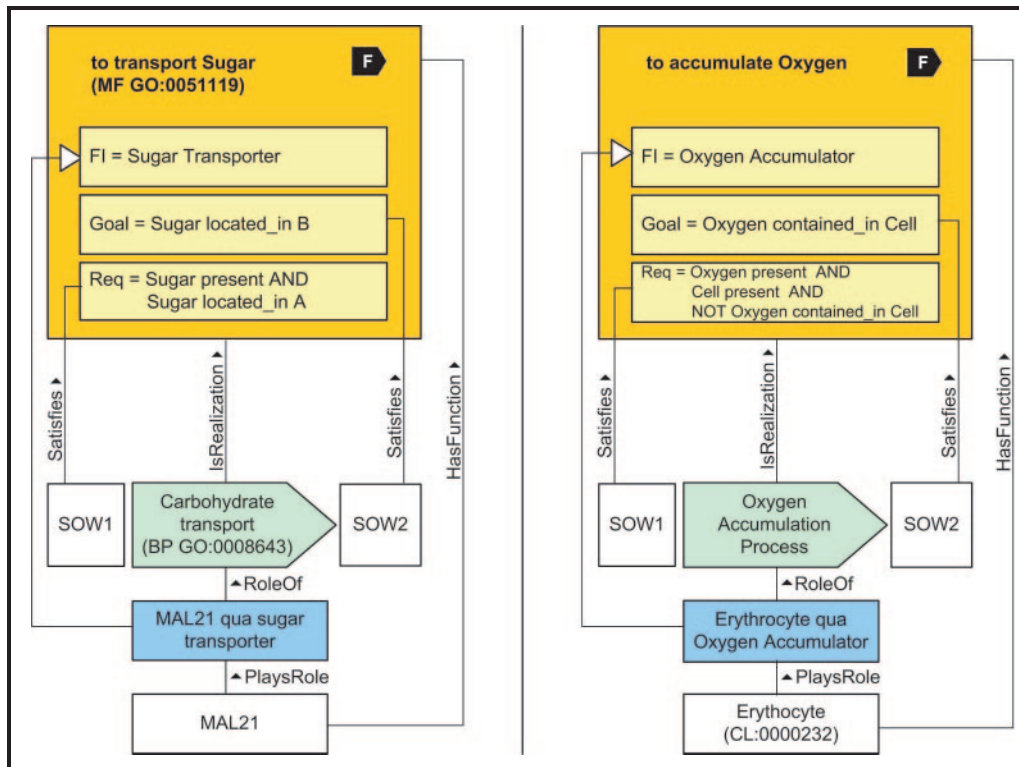 to transport Sugar
(MF GO:0051119)
F
FI = Sugar Transporter
Goal = Sugar located_in B
Req = Sugar present AND
Sugar located_in A
Satisfies
IsRealization
Satisfies
HasFunction
SOW1
Carbohydrate
transport
(BP GO:0008643)
SOW2
RoleOf
MAL21 qua sugar
transporter
PlaysRole
MAL21
to accumulate Oxygen
F
FI = Oxygen Accumulator
Goal = Oxygen contained_in Cell
Req = Oxygen present AND
Cell present AND
NOT Oxygen contained_in Cell
Satisfies
IsRealization
Satisfies
HasFunction
SOW1
Oxygen
Accumulation
Process
SOW2
RoleOf
Erythrocyte qua
Oxygen Accumulator
PlaysRole
Erythocyte
(CL:0000232)